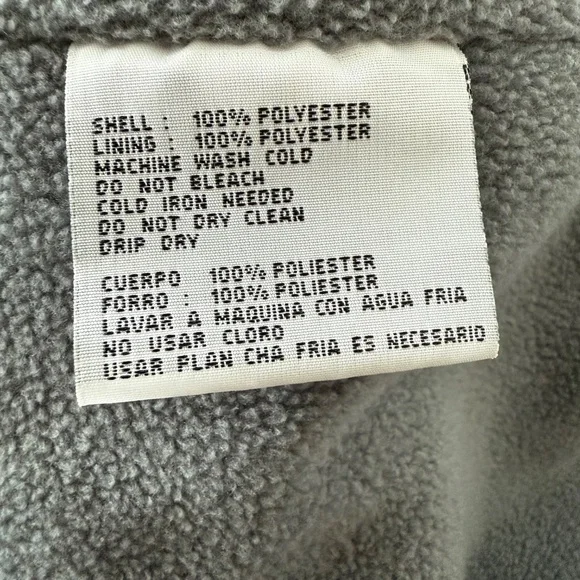 SHELL : 100% POLYESTER
LINING : 100% POLYESTER
MACHINE WASH COLD
DO NOT BLEACH
COLD IRON NEEDED
DO NOT DRY CLEAN
DRIP DRY
CUERPO 100% POLIESTER
FORRO : 100% POLIESTER
LAVAR A MAQUINA CON AGUA FRIA
NO USAR CLORO
USAR PLAN CHA FRIA ES NECESARIO